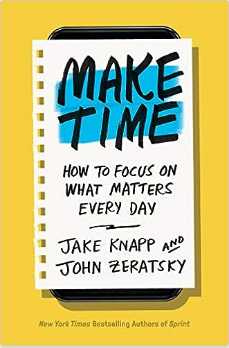 MAKE
TIME
HOW TO FOCUS ON
WHAT MATTERS
EVERY DAY
JAKE KNAPP AND
JOHN ZERATSKY
New York Times Bestselling Authors of Sprint